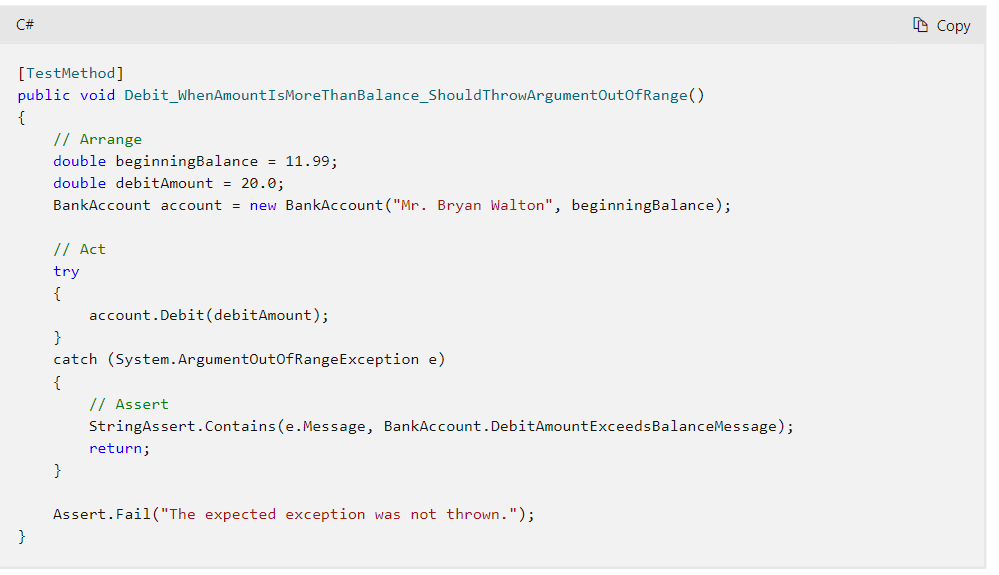 C#
Copy
[TestMethod]
public void Debit_WhenAmountIsMoreThanBalance_ShouldThrowArgumentOutOfRange()
{
    // Arrange
    double beginningBalance = 11.99;
    double debitAmount = 20.0;
    BankAccount account = new BankAccount("Mr. Bryan Walton", beginningBalance);

    // Act
    try
    {
        account.Debit(debitAmount);
    }
    catch (System.ArgumentOutOfRangeException e)
    {
        // Assert
        StringAssert.Contains(e.Message, BankAccount.DebitAmountExceedsBalanceMessage);
        return;
    }

    Assert.Fail("The expected exception was not thrown.");
}